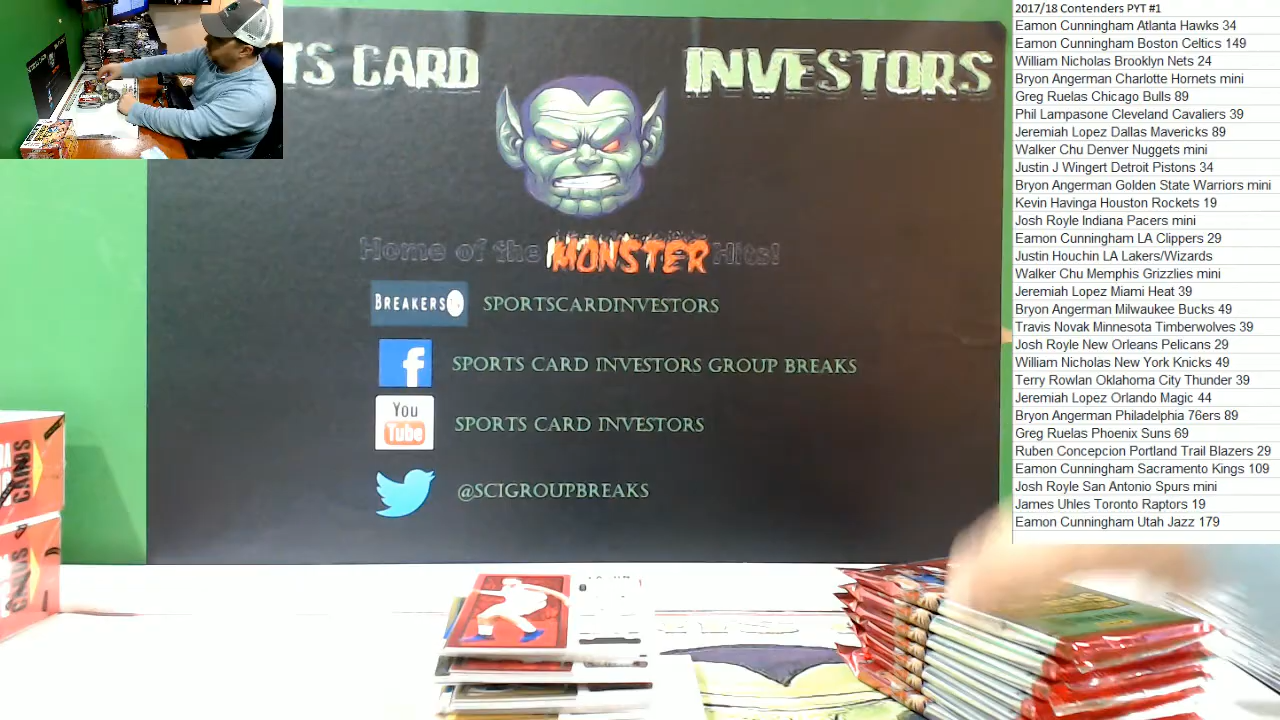 TS CARD INVESTORS
Home of the MONSTER Hits!
BREAKERS
SPORTSCARDINVESTORS
SPORTS CARD INVESTORS GROUP BREAKS
You Tube
SPORTS CARD INVESTORS
@SCIGROUPBREAKS
CARDS
CARDS
2017/18 Contenders PYT #1
Eamon Cunningham Atlanta Hawks 34
Eamon Cunningham Boston Celtics 149
William Nicholas Brooklyn Nets 24
Bryon Angerman Charlotte Hornets mini
Greg Ruelas Chicago Bulls 89
Phil Lampasone Cleveland Cavaliers 39
Jeremiah Lopez Dallas Mavericks 89
Walker Chu Denver Nuggets mini
Justin J Wingert Detroit Pistons 34
Bryon Angerman Golden State Warriors mini
Kevin Havinga Houston Rockets 19
Josh Royle Indiana Pacers mini
Eamon Cunningham LA Clippers 29
Justin Houchin LA Lakers/Wizards
Walker Chu Memphis Grizzlies mini
Jeremiah Lopez Miami Heat 39
Bryon Angerman Milwaukee Bucks 49
Travis Novak Minnesota Timberwolves 39
Josh Royle New Orleans Pelicans 29
William Nicholas New York Knicks 49
Terry Rowlan Oklahoma City Thunder 39
Jeremiah Lopez Orlando Magic 44
Bryon Angerman Philadelphia 76ers 89
Greg Ruelas Phoenix Suns 69
Ruben Concepcion Portland Trail Blazers 29
Eamon Cunningham Sacramento Kings 109
Josh Royle San Antonio Spurs mini
James Uhles Toronto Raptors 19
Eamon Cunningham Utah Jazz 179